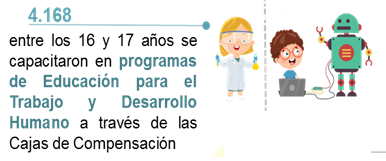 4.168
entre los 16 y 17 años se
capacitaron en programas
de Educación para el
Trabajo y Desarrollo
Humano a través de las
Cajas de Compensación